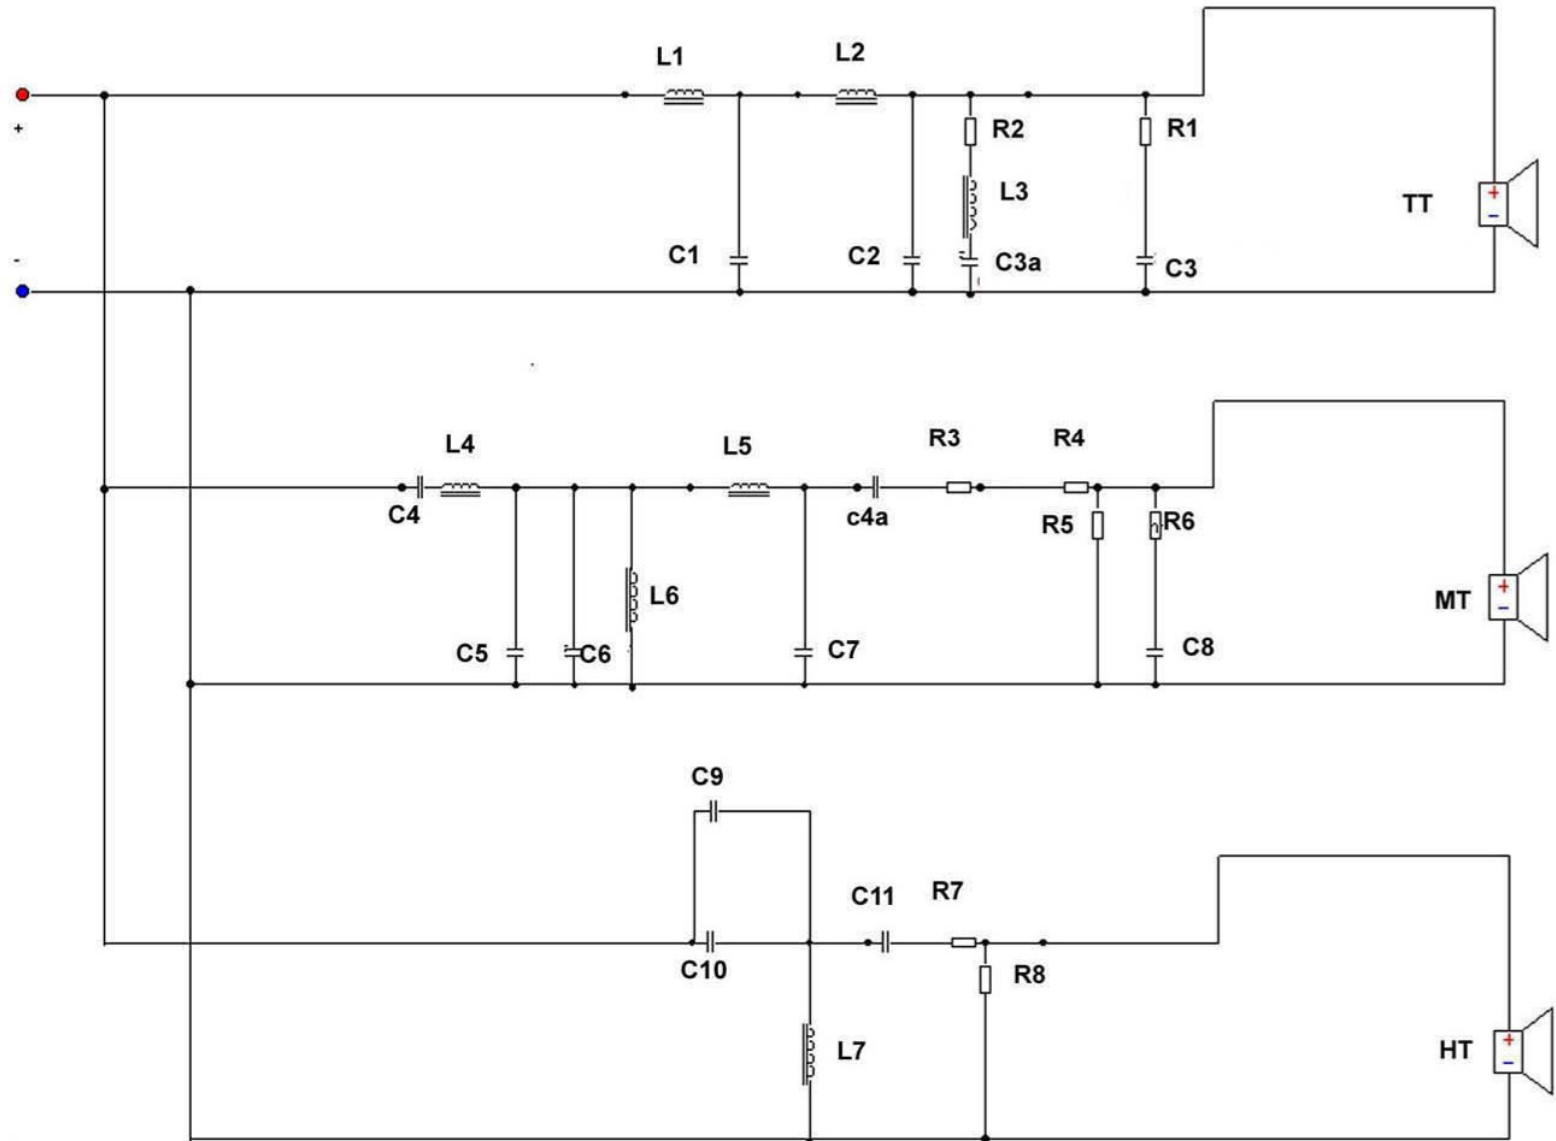 L1 L2
+
R2 R1
L3
TT
+
−
-
C1 C2 C3a C3
L4 L5 R3 R4
C4 c4a R5 R6
L6
MT
+
−
C5 C6 C7 C8
C9
C11 R7
C10 R8
L7
HT
+
−